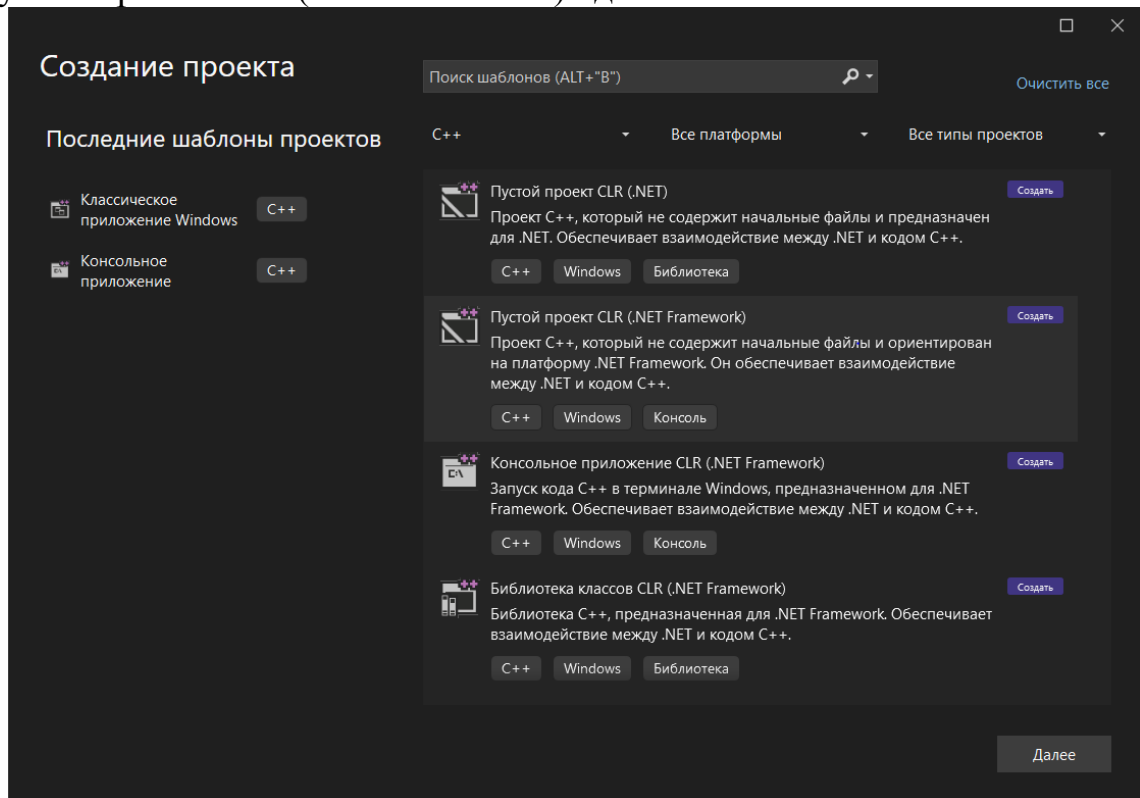 Создание проекта
Поиск шаблонов (ALT+"B")
Очистить все
Последние шаблоны проектов
C++
Все платформы
Все типы проектов
Классическое
приложение Windows
C++
Консольное
приложение
C++
Пустой проект CLR (.NET)
Создать
Проект C++, который не содержит начальные файлы и предназначен
для .NET. Обеспечивает взаимодействие между .NET и кодом C++.
C++ Windows Библиотека
Пустой проект CLR (.NET Framework)
Создать
Проект C++, который не содержит начальные файлы и ориентирован
на платформу .NET Framework. Он обеспечивает взаимодействие
между .NET и кодом C++.
C++ Windows Консоль
Консольное приложение CLR (.NET Framework)
Создать
Запуск кода C++ в терминале Windows, предназначенном для .NET
Framework. Обеспечивает взаимодействие между .NET и кодом C++.
C++ Windows Консоль
Библиотека классов CLR (.NET Framework)
Создать
Библиотека C++, предназначенная для .NET Framework. Обеспечивает
взаимодействие между .NET и кодом C++.
C++ Windows Библиотека
Далее